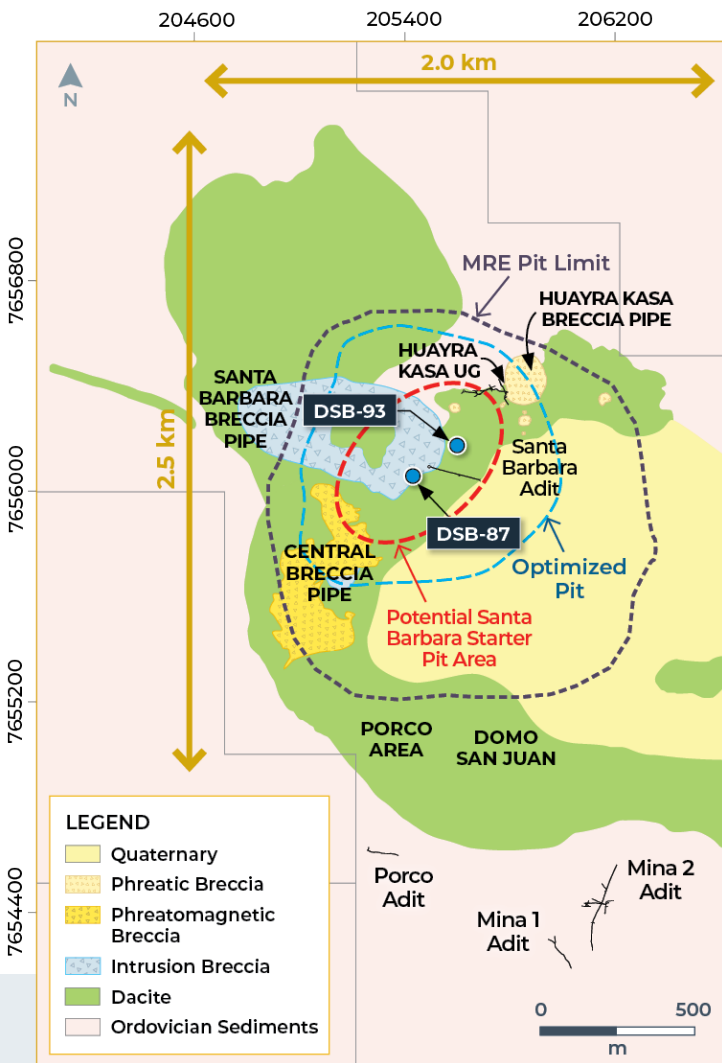 204600
205400
206200
2.0 km
N
7656800
MRE Pit Limit
HUAYRA KASA
BRECCIA PIPE
HUAYRA
KASA UG
SANTA
BARBARA
BRECCIA
PIPE
DSB-93
2.5 km
Santa
Barbara
Adit
7656000
DSB-87
CENTRAL
BRECCIA
PIPE
Optimized
Pit
Potential Santa
Barbara Starter
Pit Area
7655200
PORCO
AREA
DOMO
SAN JUAN
LEGEND
Quaternary
Phreatic Breccia
Phreatomagnetic
Breccia
Intrusion Breccia
Dacite
Ordovician Sediments
7654400
Porco
Adit
Mina 2
Adit
Mina 1
Adit
0
500
m